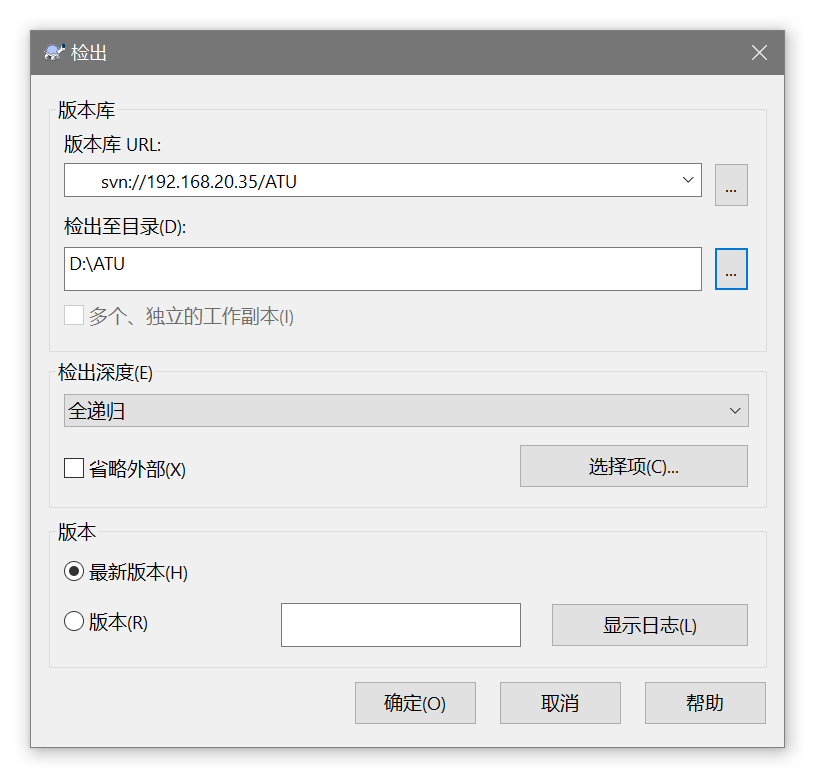 检出
版本库
版本库 URL:
svn://192.168.20.35/ATU
...
检出至目录(D):
D:\ATU
...
多个、独立的工作副本(I)
检出深度(E)
全递归
省略外部(X)
选择项(C)...
版本
最新版本(H)
版本(R)
显示日志(L)
确定(O)
取消
帮助